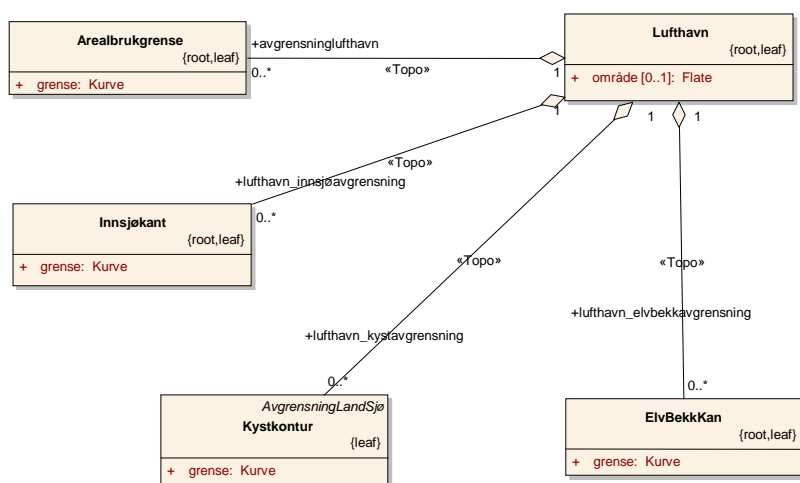 Arealbrukgrense
{root,leaf}
+ grense: Kurve
+avgrensninglufthavn
0..*
«Topo»
1
Lufthavn
{root,leaf}
+ område [0..1]: Flate
1
«Topo»
+lufthavn_innsjøavgrensning
0..*
Innsjøkant
{root,leaf}
+ grense: Kurve
1
«Topo»
+lufthavn_kystavgrensning
0..*
AvgrensningLandSjø
Kystkontur
{leaf}
+ grense: Kurve
1
«Topo»
+lufthavn_elvbekkavgrensning
0..*
ElvBekkKan
{root,leaf}
+ grense: Kurve